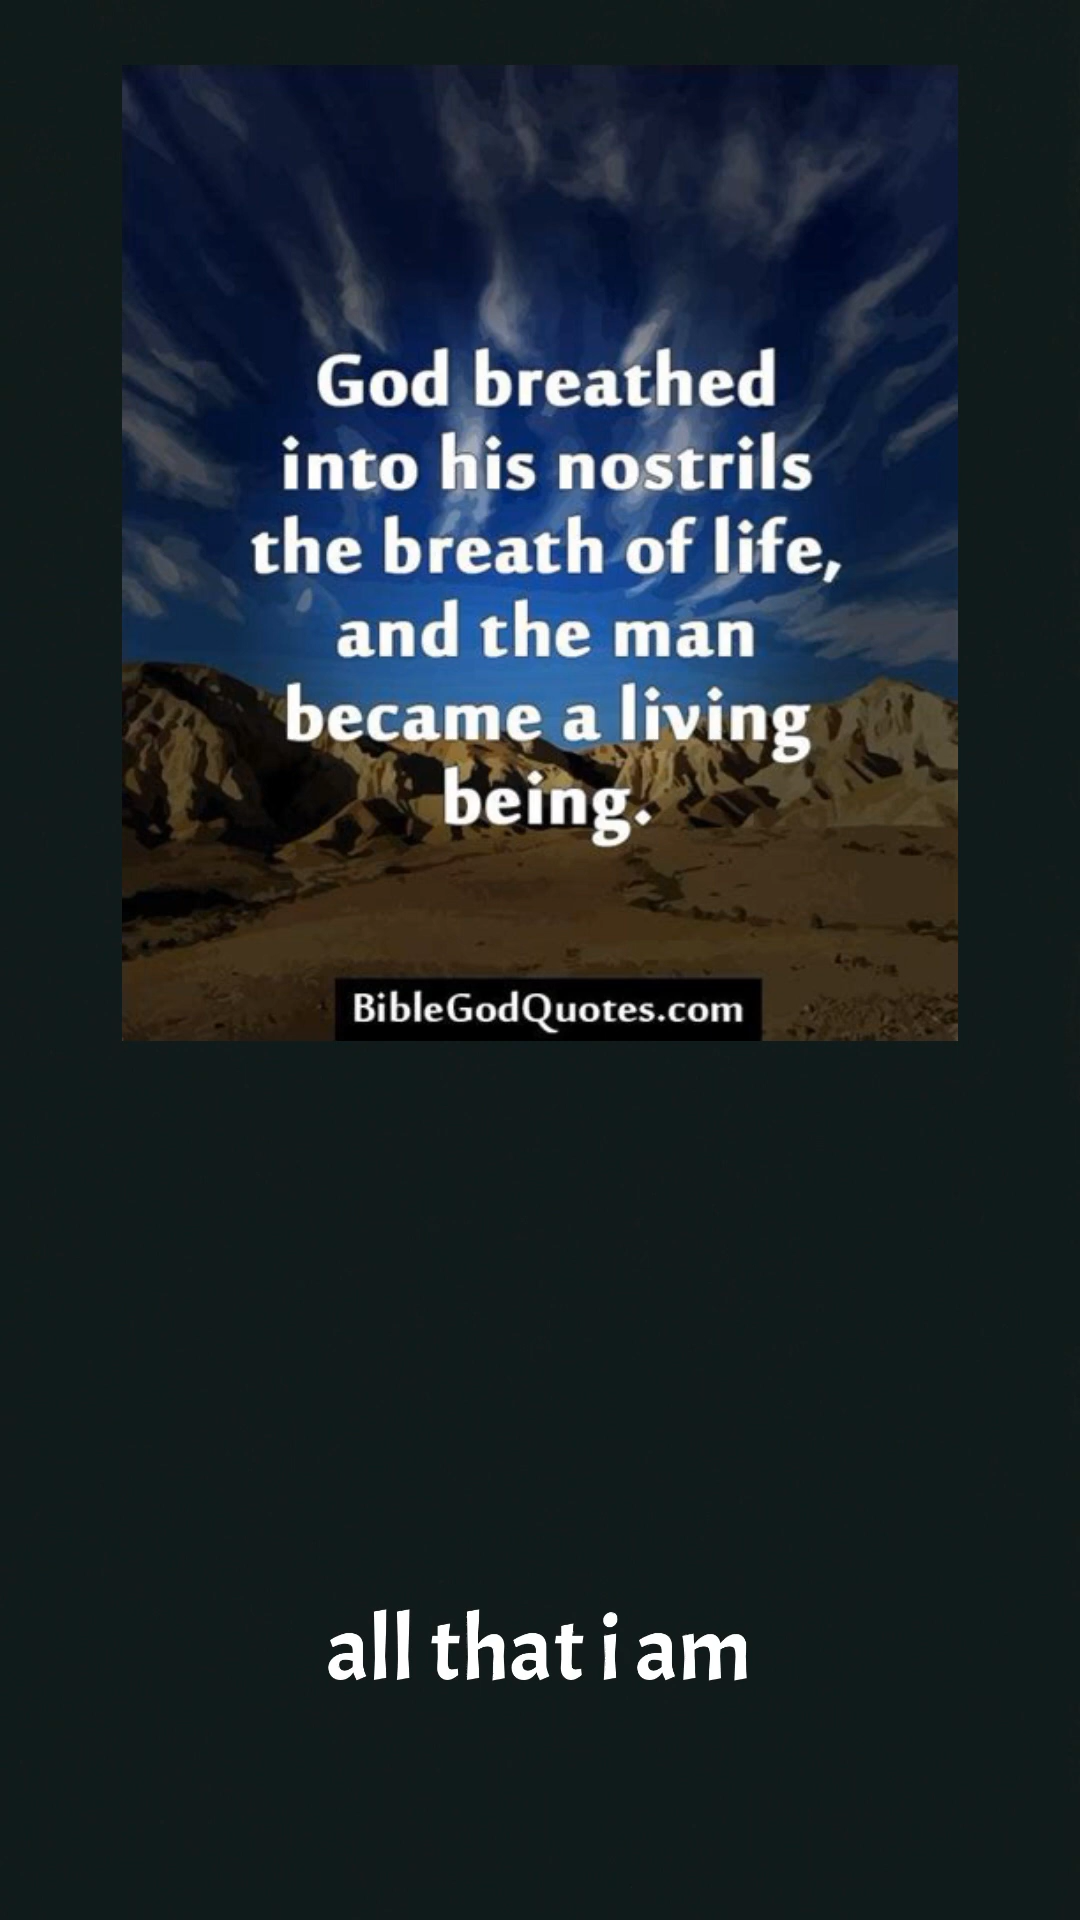 God breathed
into his nostrils
the breath of life,
and the man
became a living
being.
BibleGodQuotes.com
all that i am